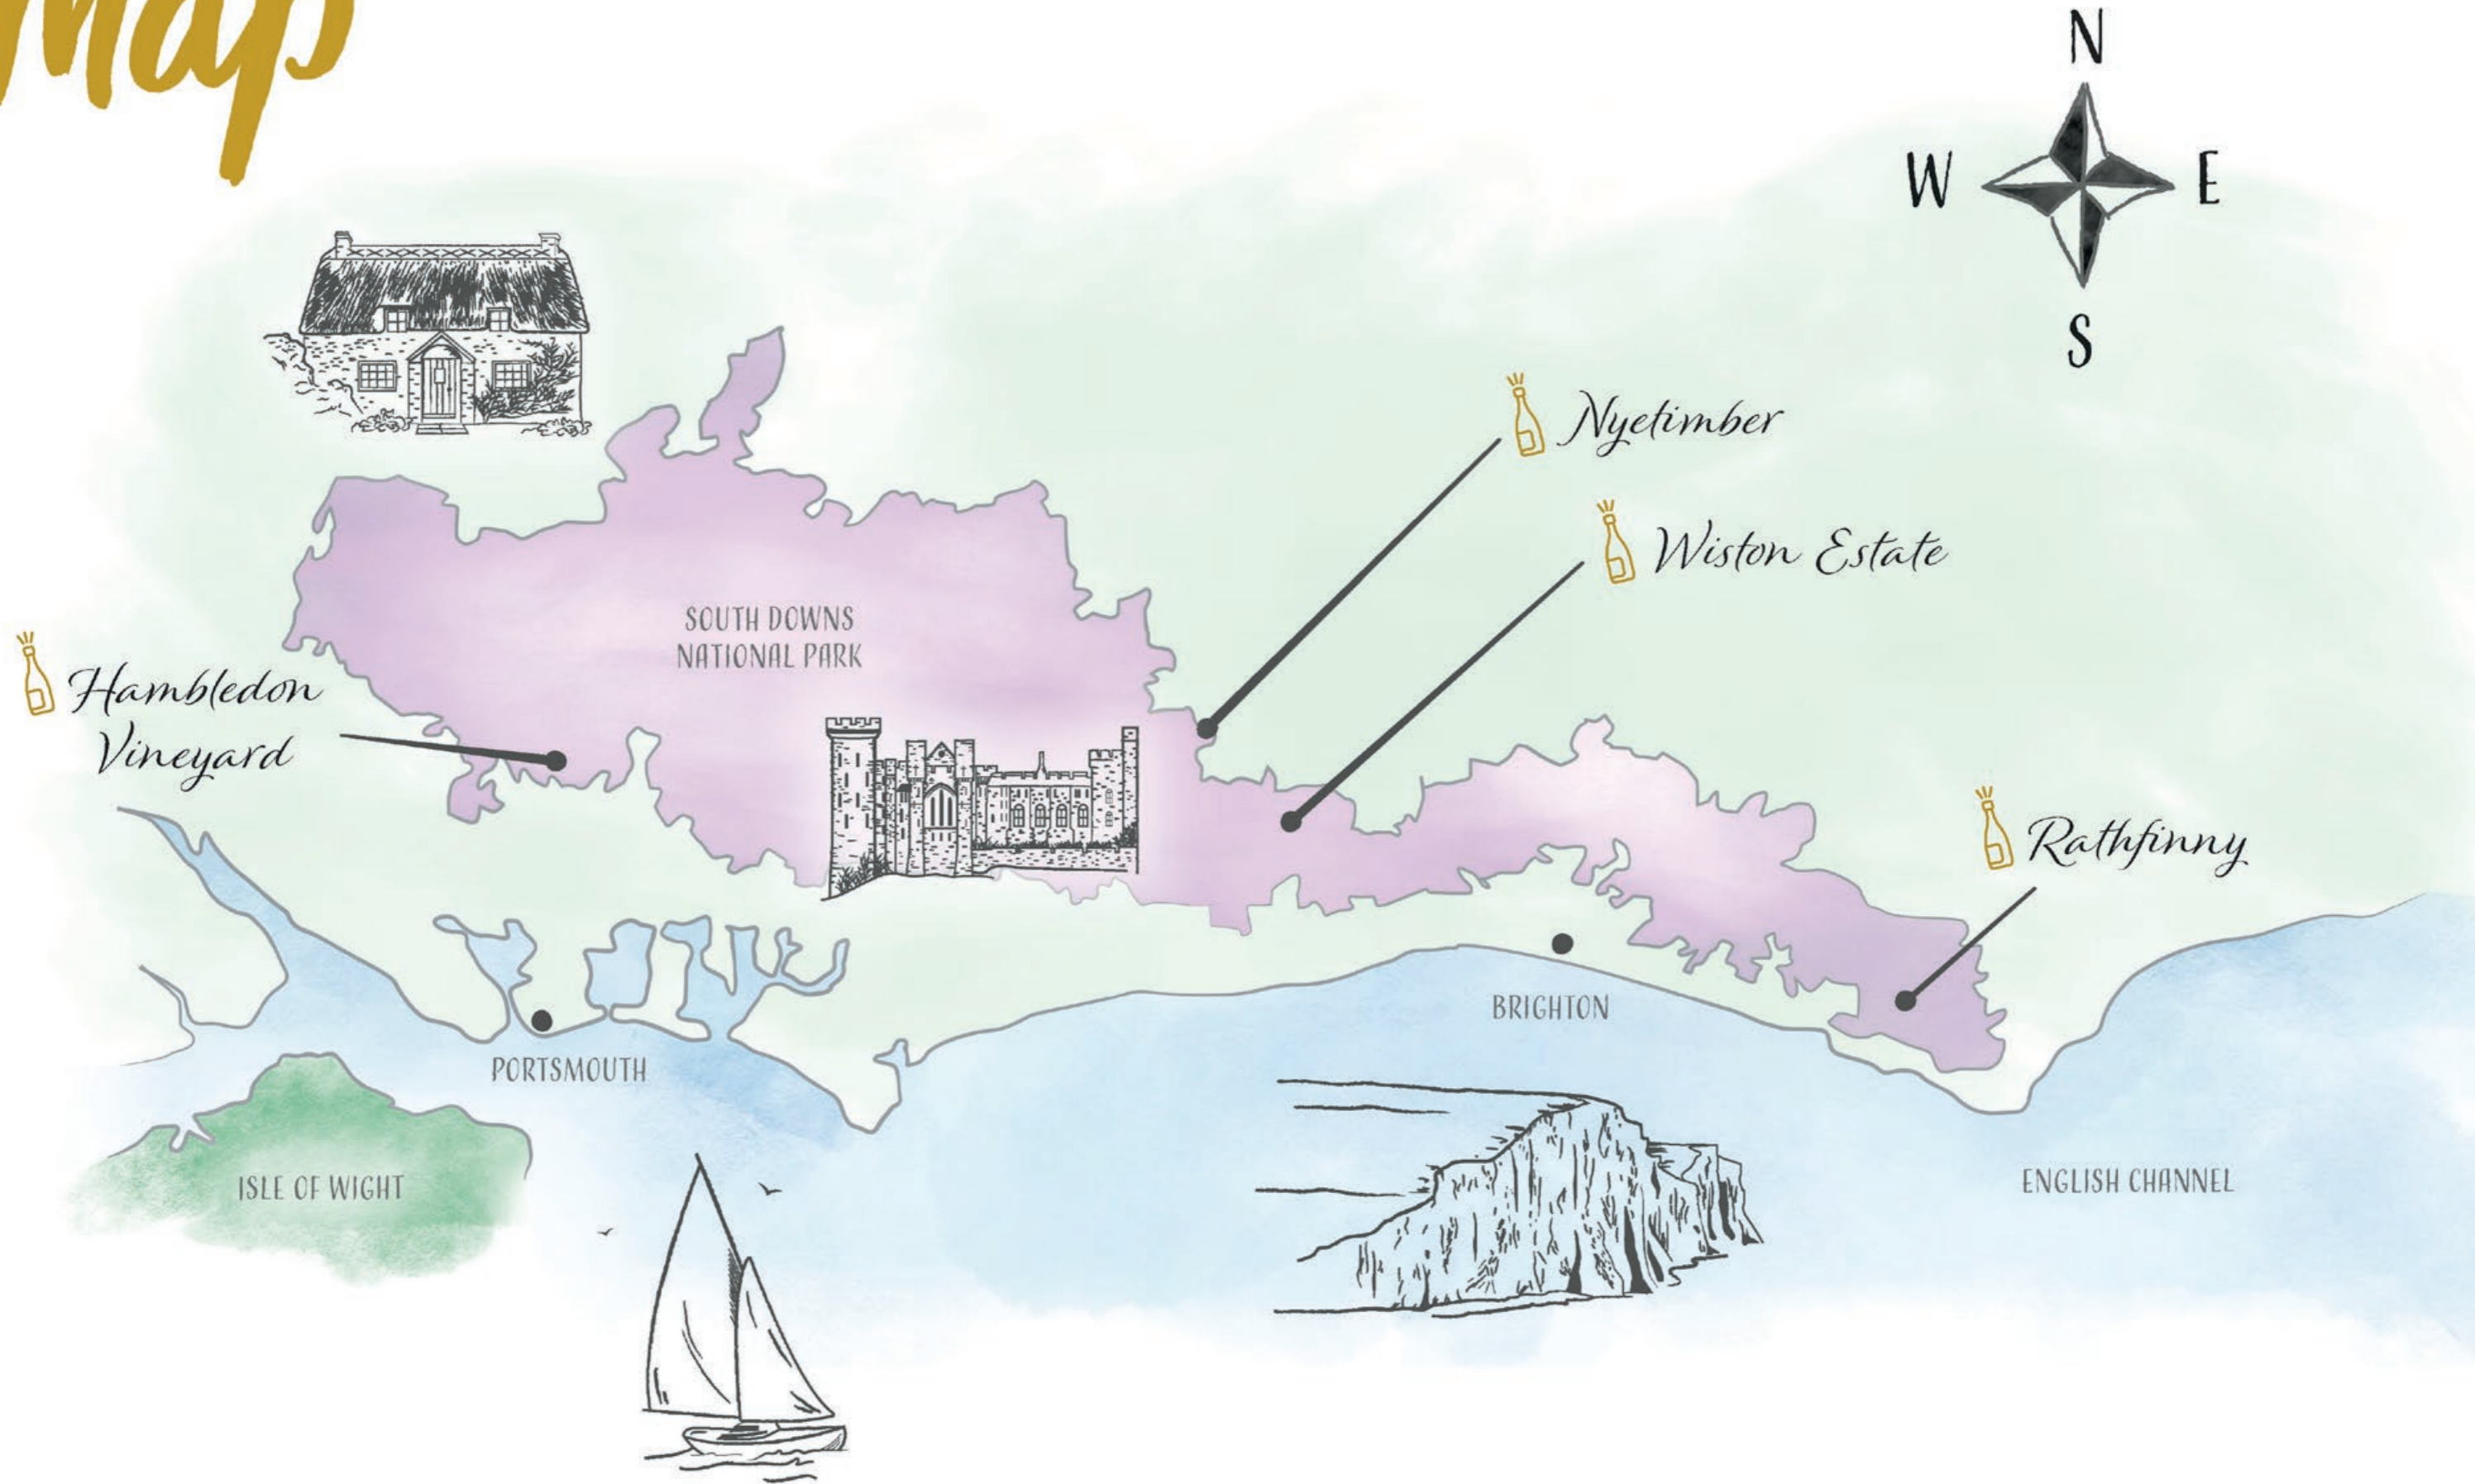 Map
N
W E
S
Nyetimber
Wiston Estate
SOUTH DOWNS
NATIONAL PARK
Hambledon
Vineyard
Rathfinny
BRIGHTON
PORTSMOUTH
ISLE OF WIGHT
ENGLISH CHANNEL